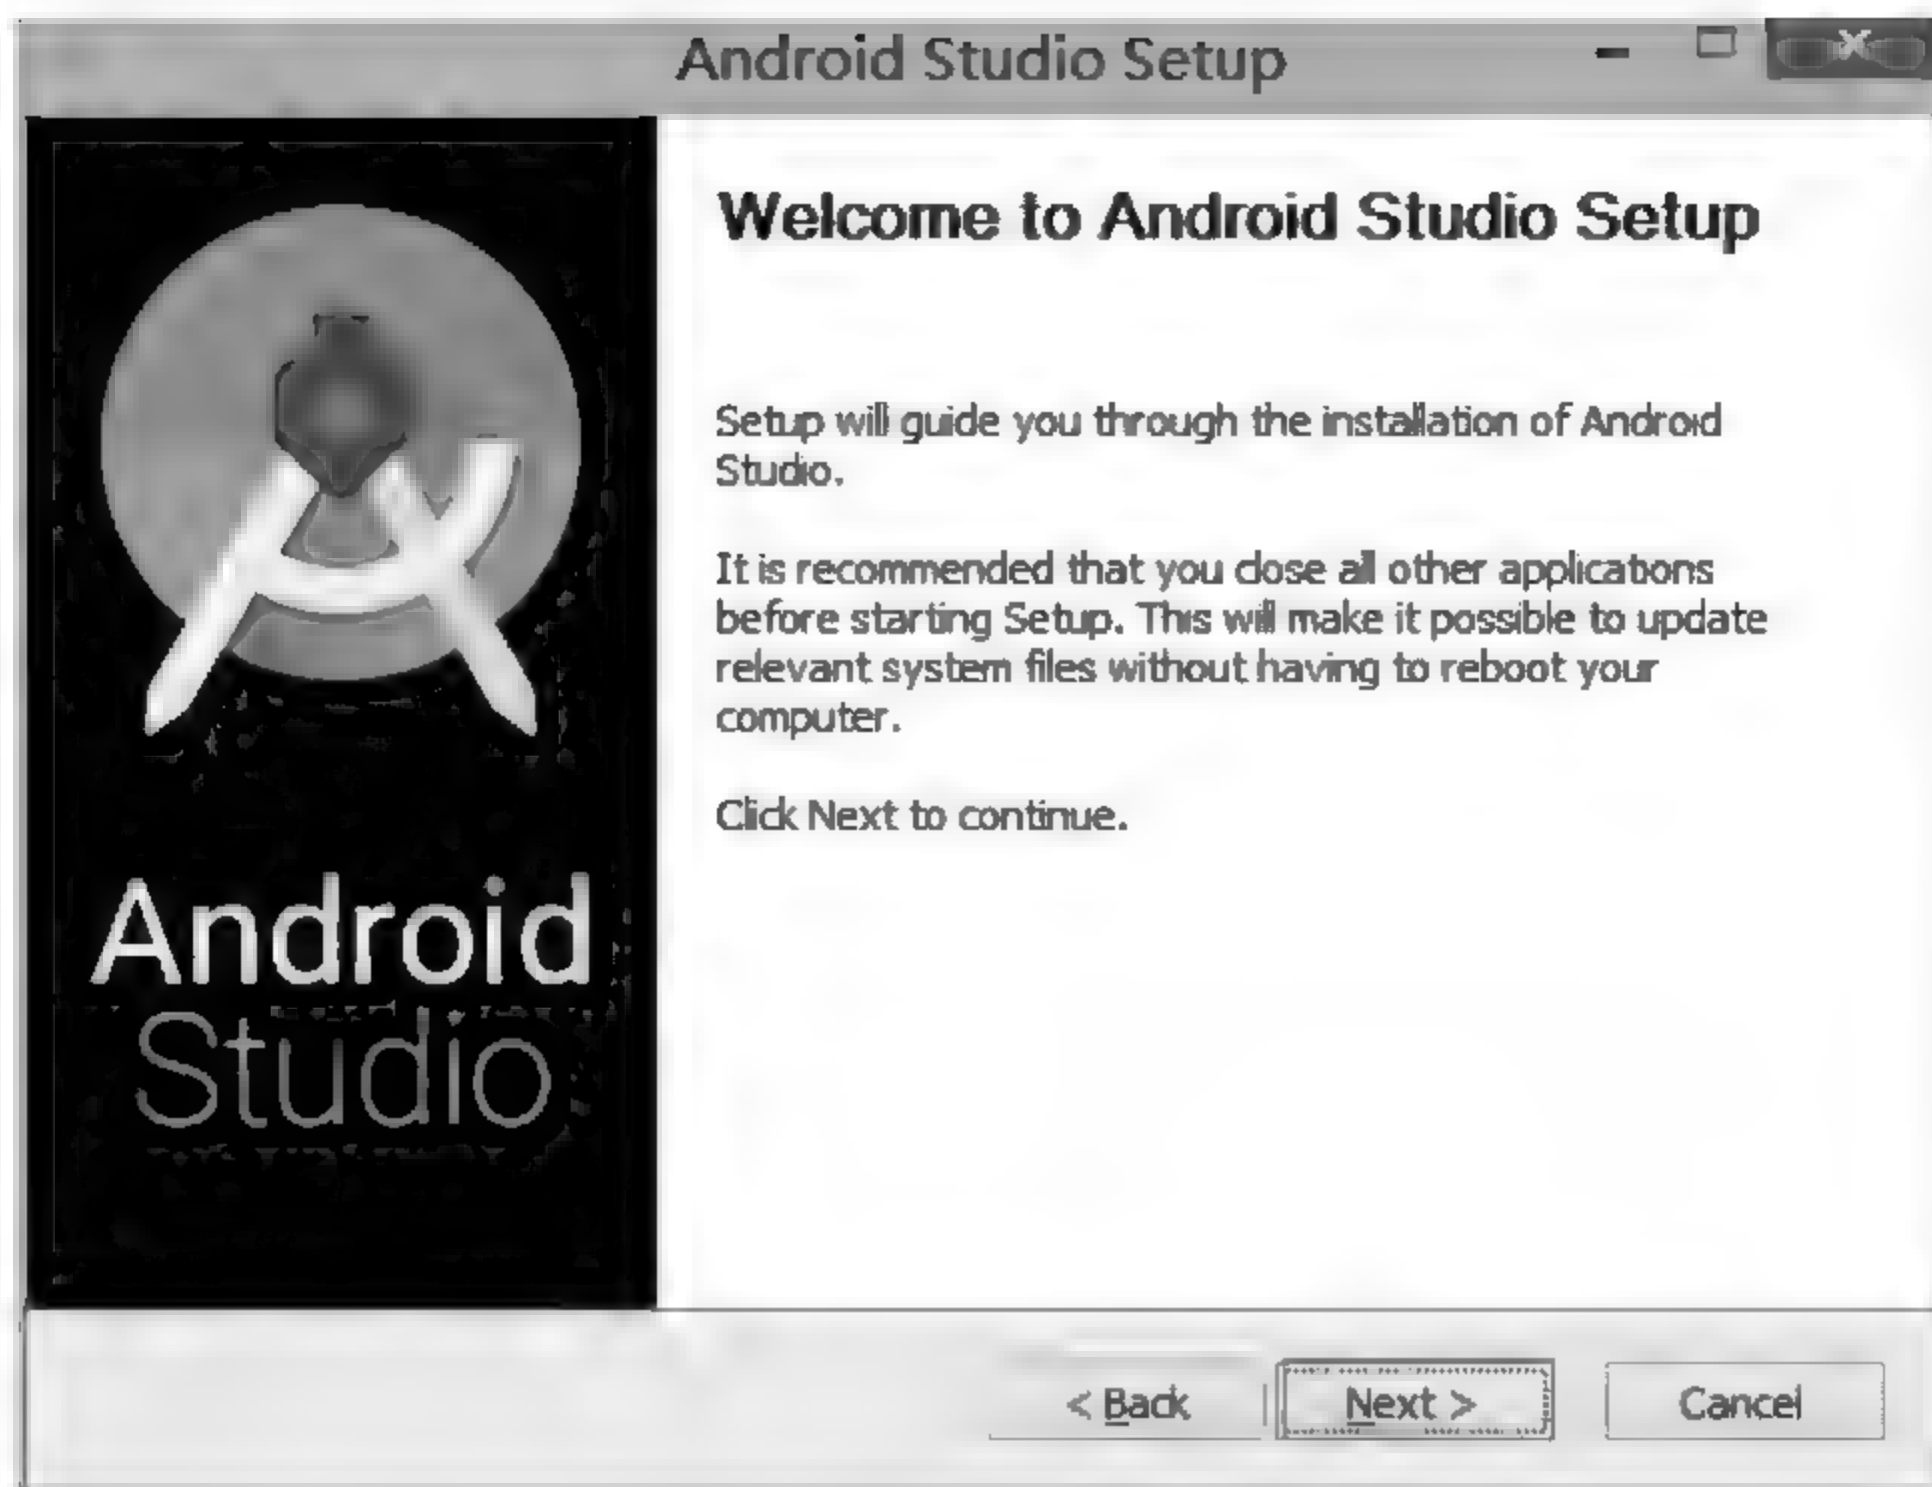 Android Studio Setup
Welcome to Android Studio Setup
Setup will guide you through the installation of Android
Studio.
It is recommended that you close all other applications
before starting Setup. This will make it possible to update
relevant system files without having to reboot your
computer.
Click Next to continue.
Android
Studio
< Back
Next >
Cancel